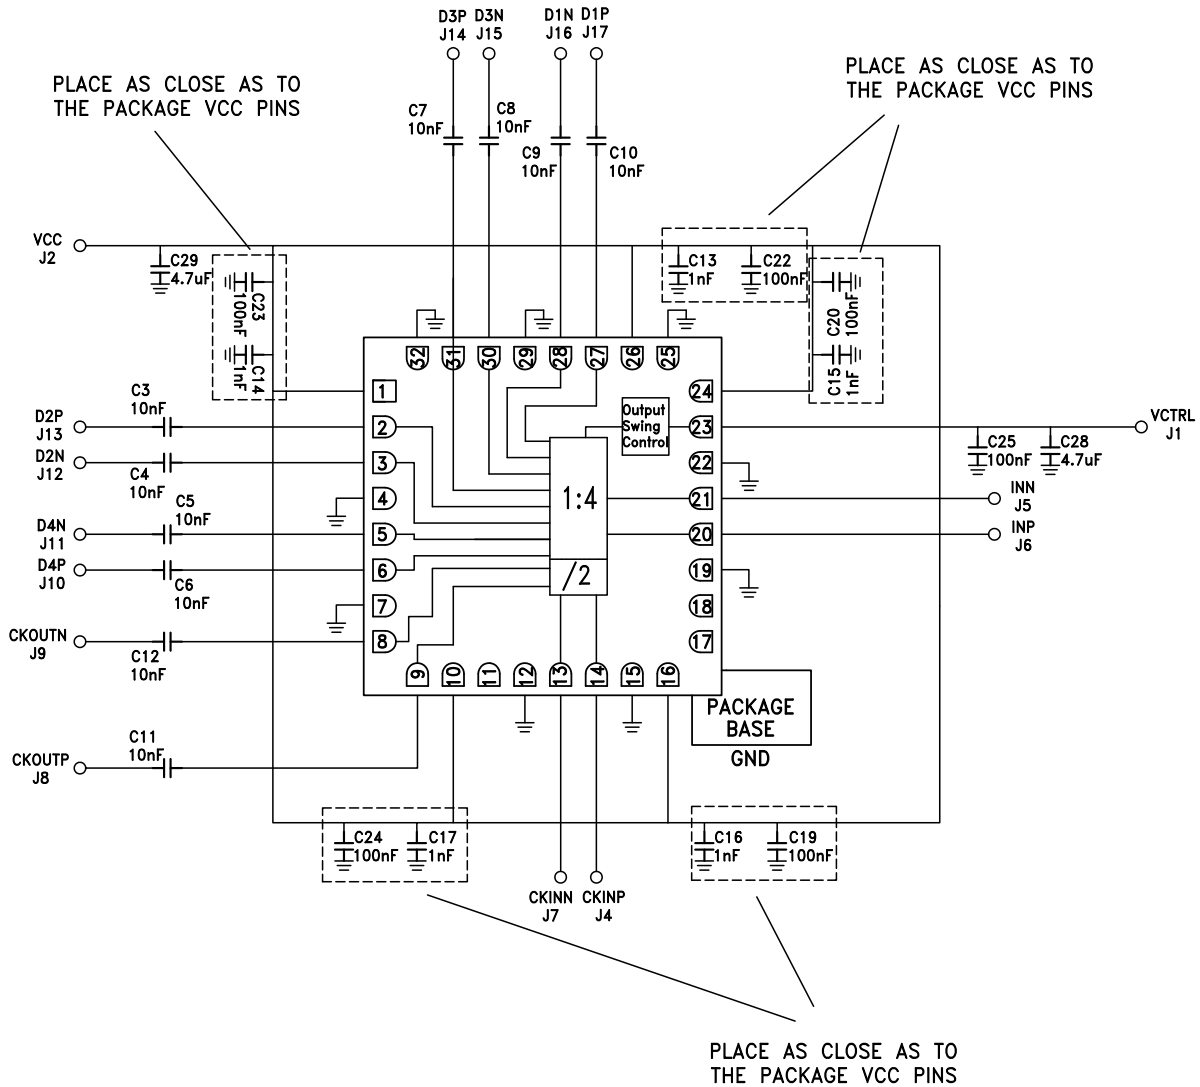 D3P D3N D1N D1P
J14 J15 J16 J17
PLACE AS CLOSE AS TO
THE PACKAGE VCC PINS
PLACE AS CLOSE AS TO
THE PACKAGE VCC PINS
C7
10nF
C8
10nF
C9
10nF
C10
10nF
VCC
J2
C29
4.7uF
C23
100nF
C14
1nF
C13
1nF
C22
100nF
C20
100nF
C15
1nF
32 31 30 29 28 27 26 25
1
2
3
4
5
6
7
8
24
23
22
21
20
19
18
17
9 10 11 12 13 14 15 16
Output
Swing
Control
1:4
/2
C3
10nF
D2P
J13
D2N
J12
C4
10nF
C5
10nF
D4N
J11
D4P
J10
C6
10nF
CKOUTN
J9
C12
10nF
C11
10nF
CKOUTP
J8
VCTRL
J1
C25
100nF
C28
4.7uF
INN
J5
INP
J6
PACKAGE
BASE
GND
C24
100nF
C17
1nF
C16
1nF
C19
100nF
CKINN CKINP
J7 J4
PLACE AS CLOSE AS TO
THE PACKAGE VCC PINS